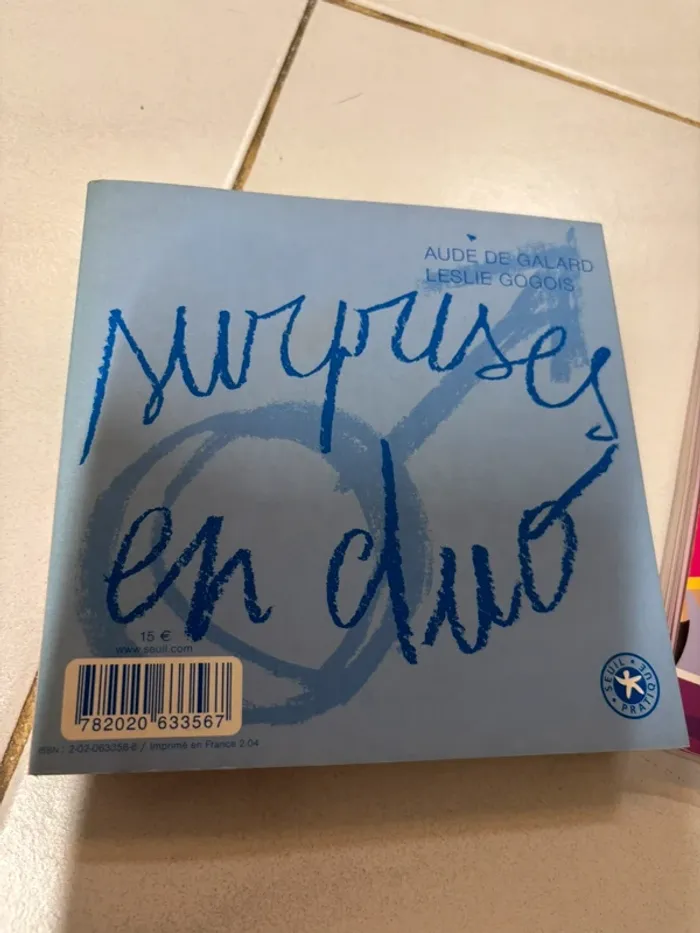 AUDE DE GALARD
LESLIE GOGOIS
surprises
en duo
15 €
www.seuil.com
782020 633567
ISBN : 2-02-063356-8 / Imprimé en France 2.04
SEUIL • PRATIQUE •